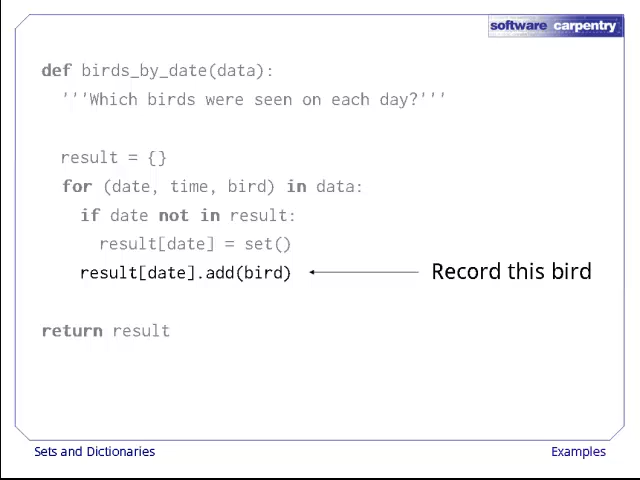 software carpentry
def birds_by_date(data):
'''Which birds were seen on each day?'''
result = {}
for (date, time, bird) in data:
if date not in result:
result[date] = set()
result[date].add(bird)
Record this bird
return result
Sets and Dictionaries
Examples